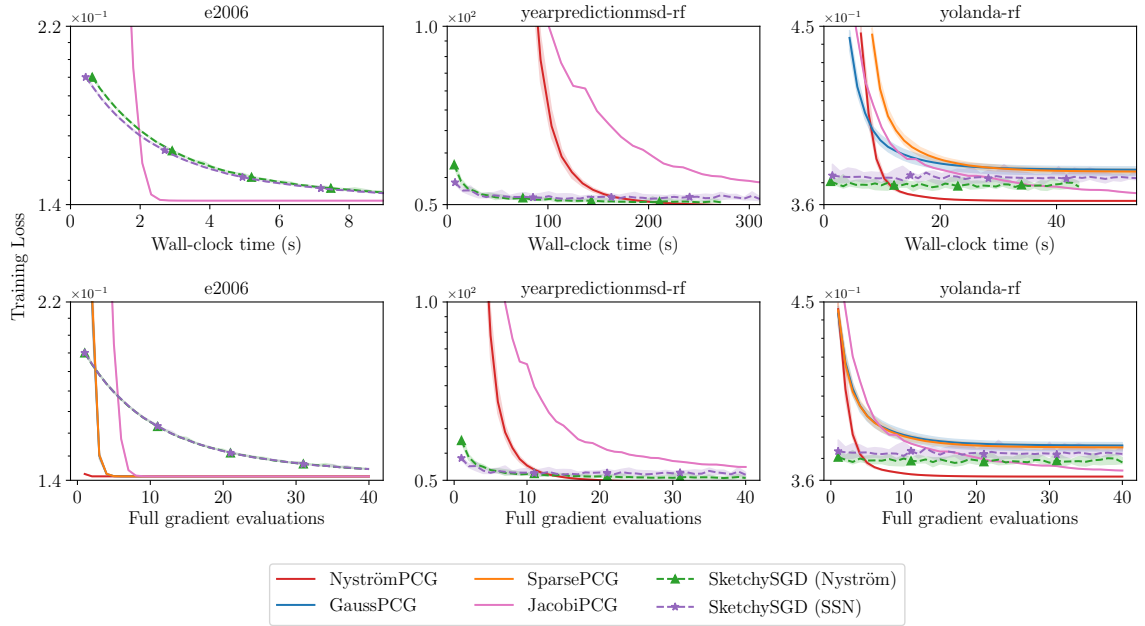 e2006
yearpredictionmsd-rf
yolanda-rf
×10⁻¹
×10²
×10⁻¹
2.2
1.4
1.0
0.5
4.5
3.6
0 2 4 6 8
0 100 200 300
0 20 40
Wall-clock time (s)
Wall-clock time (s)
Wall-clock time (s)
Training Loss
e2006
yearpredictionmsd-rf
yolanda-rf
×10⁻¹
×10²
×10⁻¹
2.2
1.4
1.0
0.5
4.5
3.6
0 10 20 30 40
0 10 20 30 40
0 10 20 30 40
Full gradient evaluations
Full gradient evaluations
Full gradient evaluations
NyströmPCG
SparsePCG
SketchySGD (Nyström)
GaussPCG
JacobiPCG
SketchySGD (SSN)